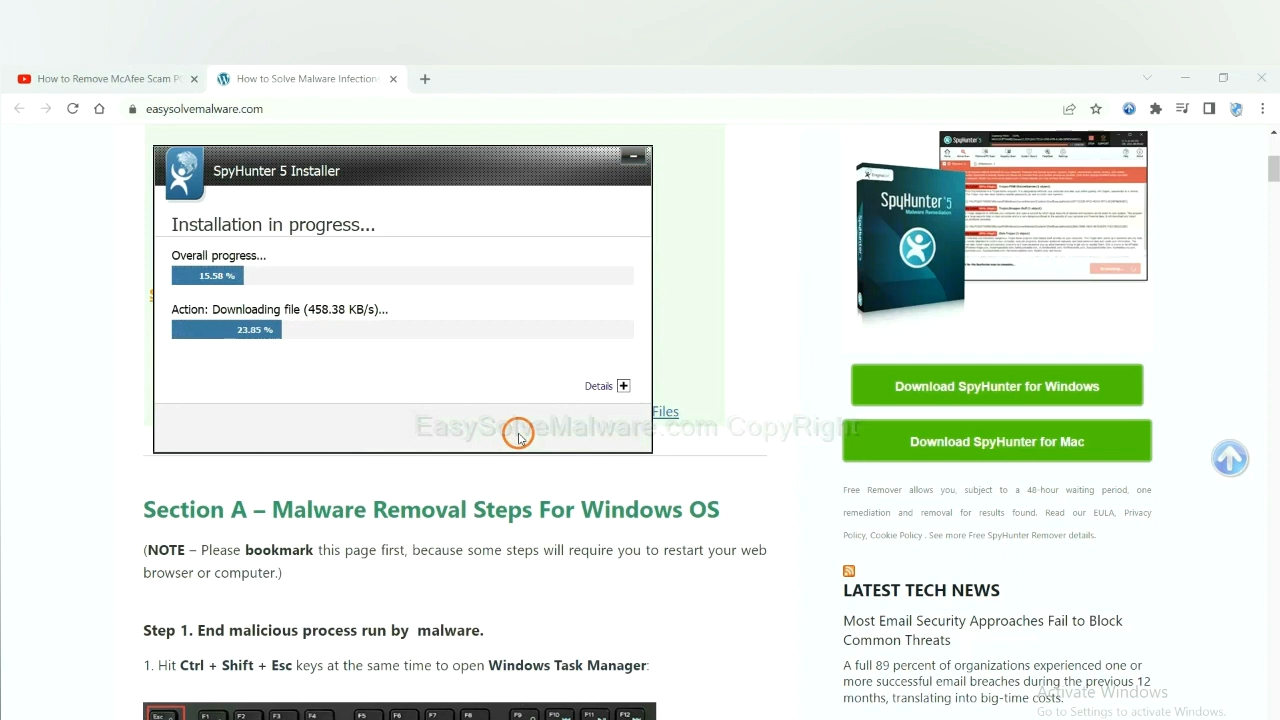 How to Remove McAfee Scam P
How to Solve Malware Infection
easysolvemalware.com
SpyHunter 5 Installer
Installation in progress...
Overall progress...
15.58 %
Action: Downloading file (458.38 KB/s)...
23.85 %
Details
Files
EasySolveMalware.com CopyRight
Section A – Malware Removal Steps For Windows OS
(NOTE – Please bookmark this page first, because some steps will require you to restart your web
browser or computer.)
Step 1. End malicious process run by malware.
1. Hit Ctrl + Shift + Esc keys at the same time to open Windows Task Manager:
Esc F1 F2 F3 F4 F5 F6 F7 F8 F9 F10 F11 F12
SpyHunter 5
Malware Remediation
Download SpyHunter for Windows
Download SpyHunter for Mac
Free Remover allows you, subject to a 48-hour waiting period, one
remediation and removal for results found. Read our EULA, Privacy
Policy, Cookie Policy . See more Free SpyHunter Remover details.
LATEST TECH NEWS
Most Email Security Approaches Fail to Block
Common Threats
A full 89 percent of organizations experienced one or
more successful email breaches during the previous 12
months, translating into big-time costs.
Activate Windows
Go to Settings to activate Windows.